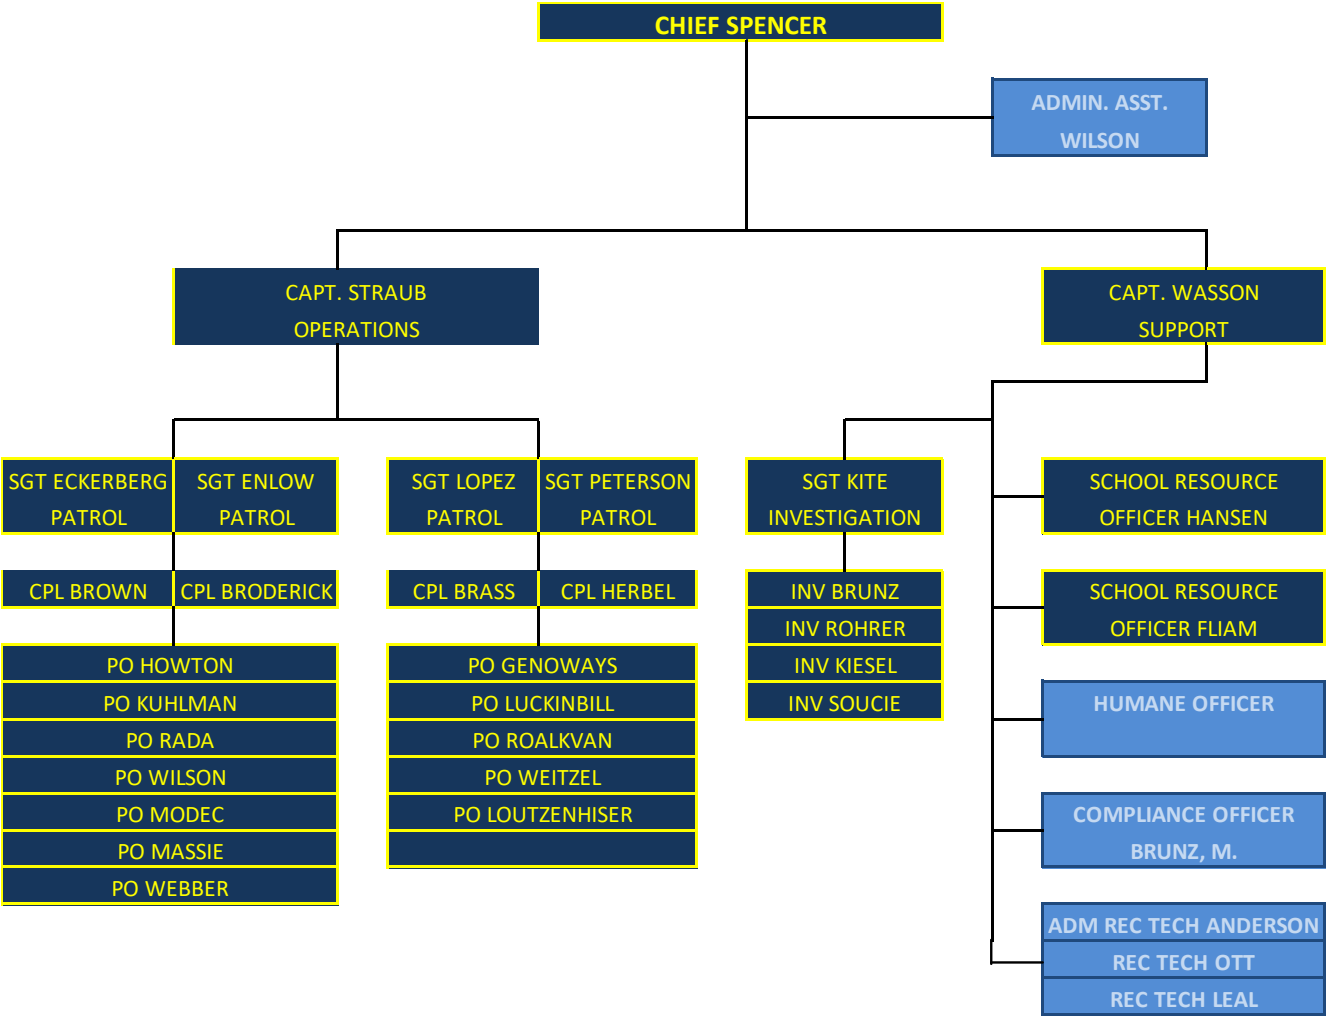 CHIEF SPENCER
ADMIN. ASST.
WILSON
CAPT. STRAUB
OPERATIONS
CAPT. WASSON
SUPPORT
SGT ECKERBERG
PATROL
SGT ENLOW
PATROL
SGT LOPEZ
PATROL
SGT PETERSON
PATROL
SGT KITE
INVESTIGATION
SCHOOL RESOURCE
OFFICER HANSEN
CPL BROWN
CPL BRODERICK
CPL BRASS
CPL HERBEL
INV BRUNZ
INV ROHRER
INV KIESEL
INV SOUCIE
SCHOOL RESOURCE
OFFICER FLIAM
PO HOWTON
PO KUHLMAN
PO RADA
PO WILSON
PO MODEC
PO MASSIE
PO WEBBER
PO GENOWAYS
PO LUCKINBILL
PO ROALKVAN
PO WEITZEL
PO LOUTZENHISER
HUMANE OFFICER
COMPLIANCE OFFICER
BRUNZ, M.
ADM REC TECH ANDERSON
REC TECH OTT
REC TECH LEAL